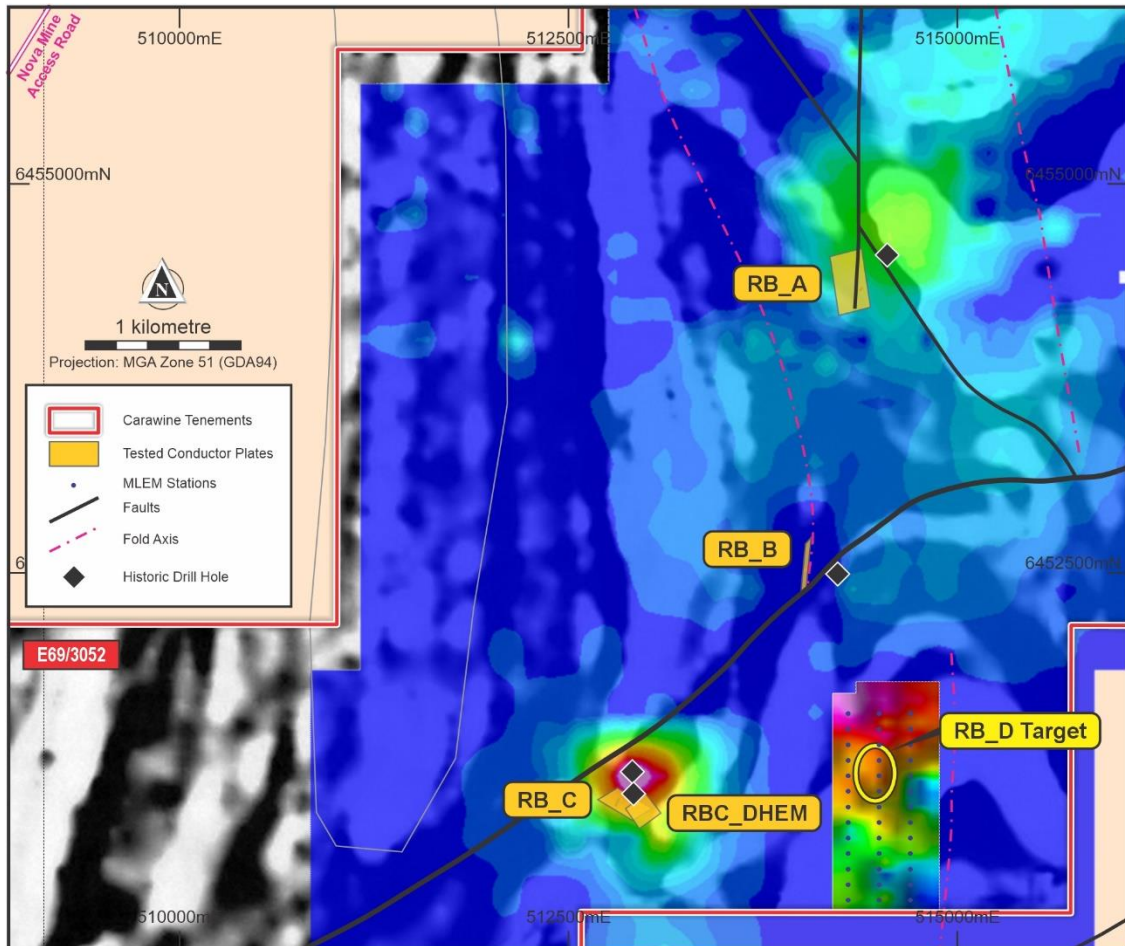 510000mE
512500mE
515000mE
Nova Mine
Access Road
6455000mN
6455000mN
RB_A
N
1 kilometre
Projection: MGA Zone 51 (GDA94)
Carawine Tenements
Tested Conductor Plates
MLEM Stations
Faults
Fold Axis
Historic Drill Hole
RB_B
6
6452500mN
E69/3052
RB_D Target
RB_C
RBC_DHEM
510000m
512500mE
515000mE